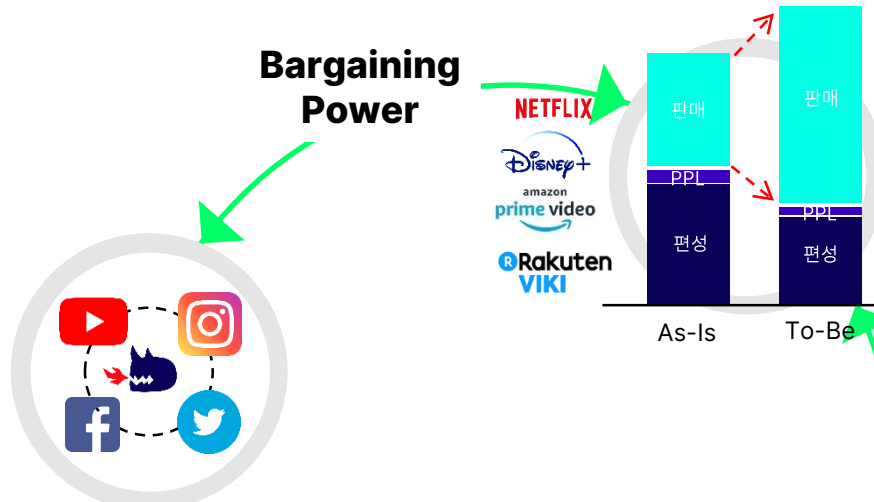 Bargaining
Power
NETFLIX
Disney+
amazon
prime video
R Rakuten
VIKI
판매
PPL
편성
판매
PPL
편성
As-Is
To-Be